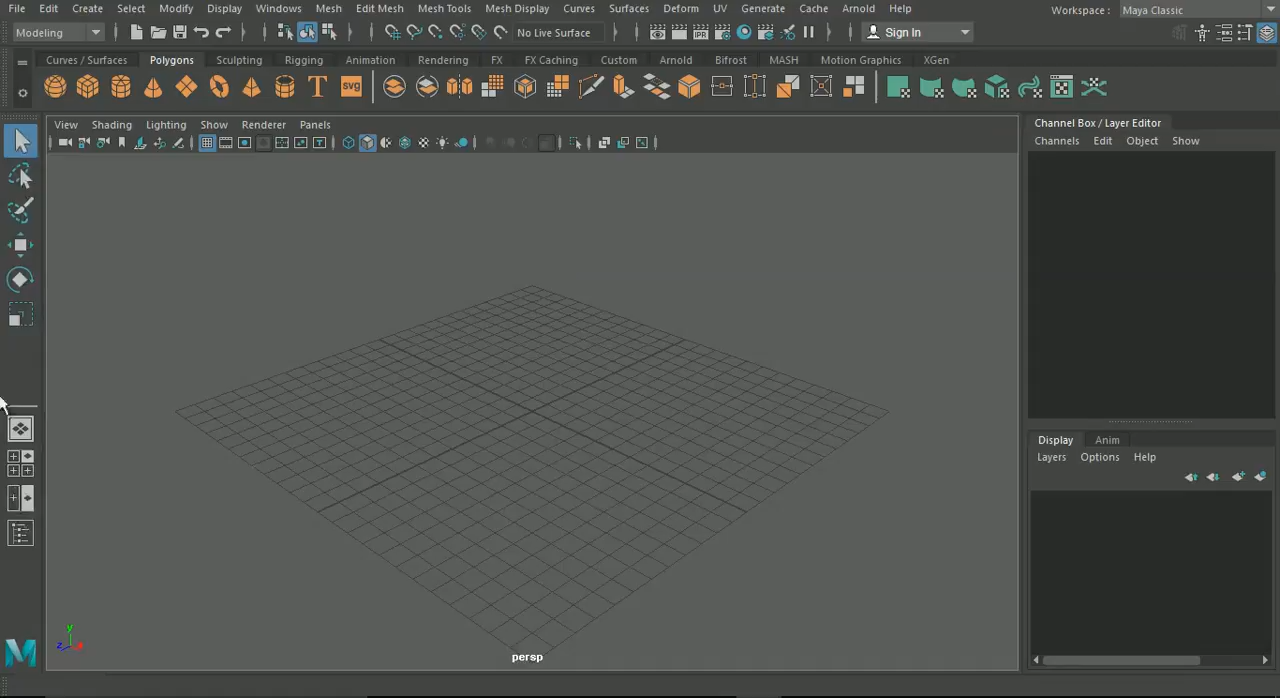 File Edit Create Select Modify Display Windows Mesh Edit Mesh Mesh Tools Mesh Display Curves Surfaces Deform UV Generate Cache Arnold Help Workspace : Maya Classic
Modeling No Live Surface IPR Sign In
Curves / Surfaces Polygons Sculpting Rigging Animation Rendering FX FX Caching Custom Arnold Bifrost MASH Motion Graphics XGen
T SVG
View Shading Lighting Show Renderer Panels
Channel Box / Layer Editor
Channels Edit Object Show
Display Anim
Layers Options Help
y
z x
persp
M